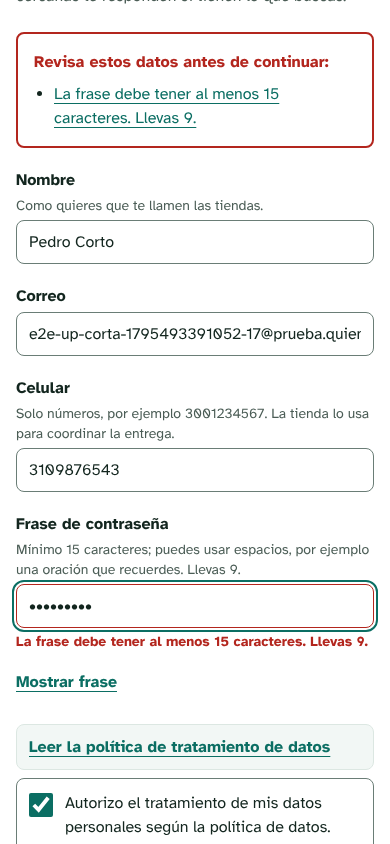 Revisa estos datos antes de continuar:
La frase debe tener al menos 15
caracteres. Llevas 9.
Nombre
Como quieres que te llamen las tiendas.
Pedro Corto
Correo
e2e-up-corta-1795493391052-17@prueba.quier
Celular
Solo números, por ejemplo 3001234567. La tienda lo usa
para coordinar la entrega.
3109876543
Frase de contraseña
Mínimo 15 caracteres; puedes usar espacios, por ejemplo
una oración que recuerdes. Llevas 9.
•••••••••
La frase debe tener al menos 15 caracteres. Llevas 9.
Mostrar frase
Leer la política de tratamiento de datos
Autorizo el tratamiento de mis datos
personales según la política de datos.